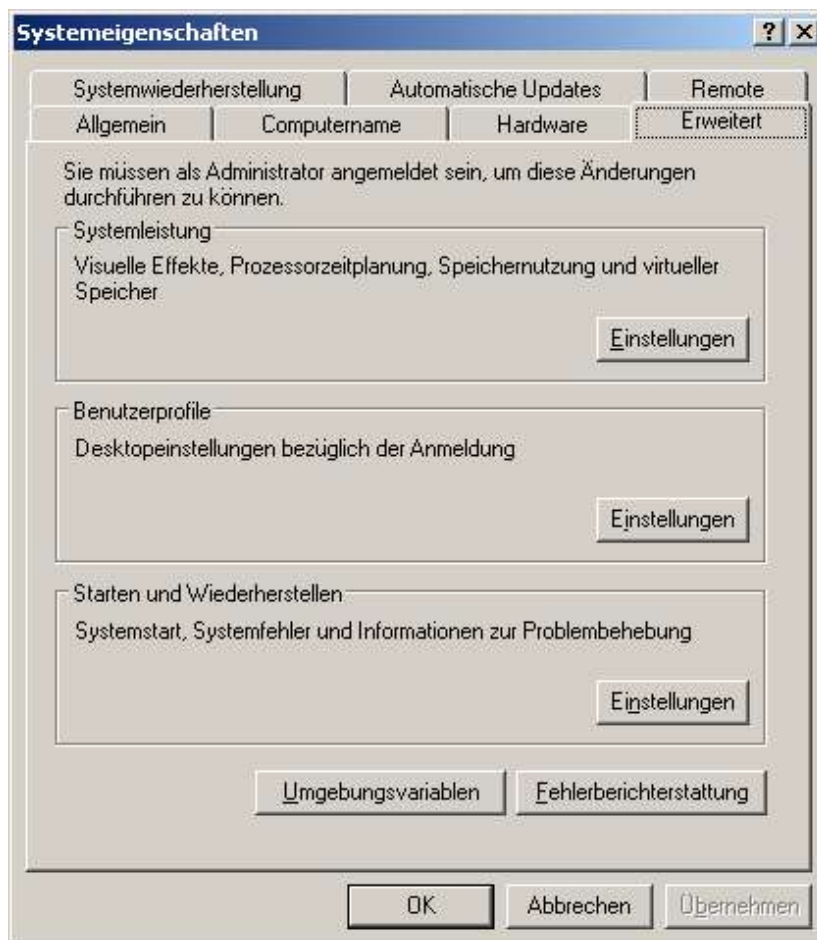 Systemeigenschaften
Systemwiederherstellung
Automatische Updates
Remote
Allgemein
Computername
Hardware
Erweitert
Sie müssen als Administrator angemeldet sein, um diese Änderungen
durchführen zu können.
Systemleistung
Visuelle Effekte, Prozessorzeitplanung, Speichernutzung und virtueller
Speicher
Einstellungen
Benutzerprofile
Desktopeinstellungen bezüglich der Anmeldung
Einstellungen
Starten und Wiederherstellen
Systemstart, Systemfehler und Informationen zur Problembehebung
Einstellungen
Umgebungsvariablen
Fehlerberichterstattung
OK
Abbrechen
Übernehmen